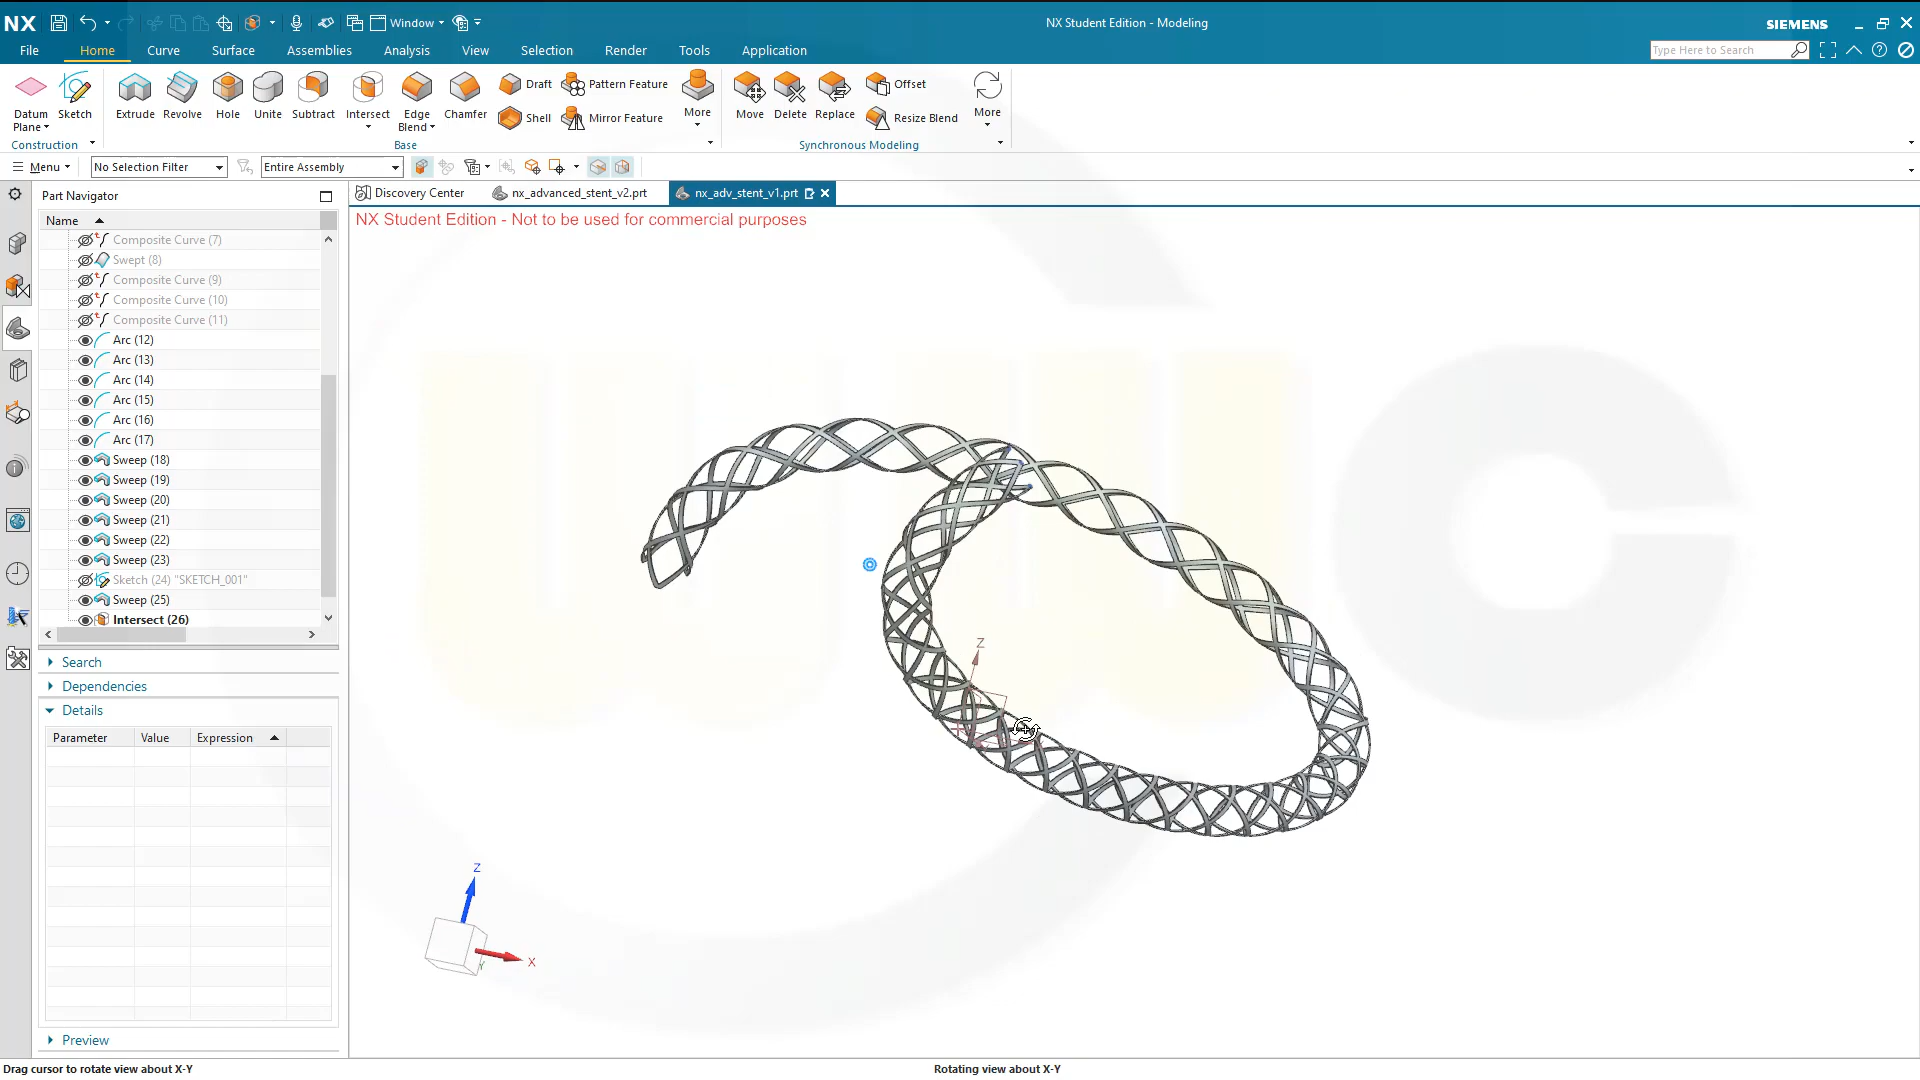 NX
Window
NX Student Edition - Modeling
SIEMENS
File
Home
Curve
Surface
Assemblies
Analysis
View
Selection
Render
Tools
Application
Type Here to Search
Datum
Plane
Sketch
Extrude
Revolve
Hole
Unite
Subtract
Intersect
Edge
Blend
Chamfer
Draft
Shell
Pattern Feature
Mirror Feature
More
Move
Delete
Replace
Offset
Resize Blend
More
Construction
Base
Synchronous Modeling
Menu
No Selection Filter
Entire Assembly
Part Navigator
Discovery Center
nx_advanced_stent_v2.prt
nx_adv_stent_v1.prt
Name
NX Student Edition - Not to be used for commercial purposes
Composite Curve (7)
Swept (8)
Composite Curve (9)
Composite Curve (10)
Composite Curve (11)
Arc (12)
Arc (13)
Arc (14)
Arc (15)
Arc (16)
Arc (17)
Sweep (18)
Sweep (19)
Sweep (20)
Sweep (21)
Sweep (22)
Sweep (23)
Sketch (24) "SKETCH_001"
Sweep (25)
Intersect (26)
Search
Dependencies
Details
Parameter Value Expression
Preview
Z
Z
X
Y
Drag cursor to rotate view about X-Y
Rotating view about X-Y